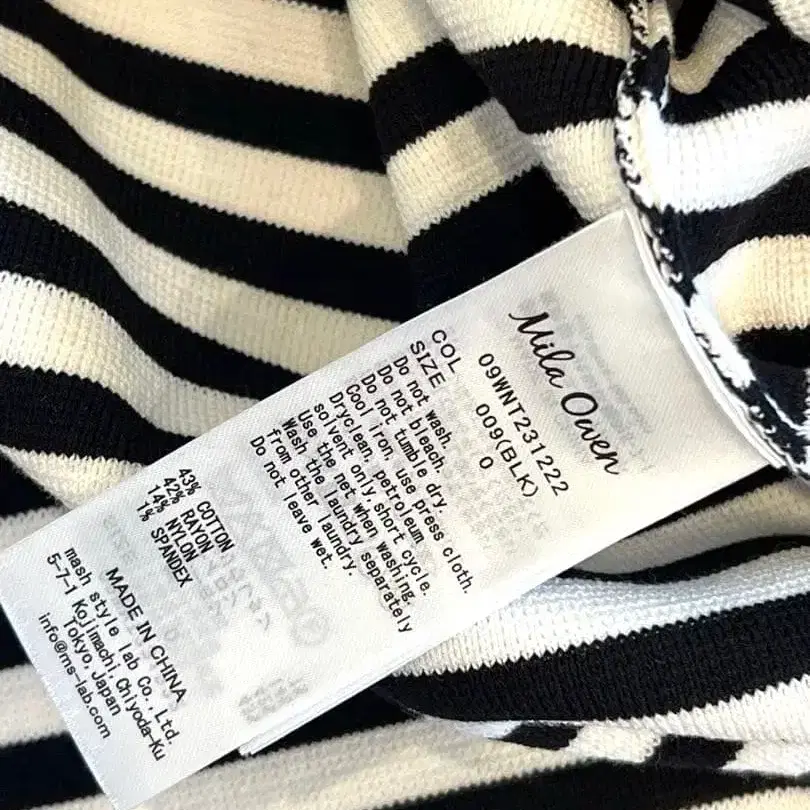 Mila Owen
09WNT231222
COL 009(BLK)
SIZE 0
Do not wash.
Do not bleach.
Do not tumble dry.
Cool iron, use press cloth.
Dryclean, petroleum
solvent only, short cycle.
Use the net when washing.
Wash the laundry separately
from other laundry.
Do not leave wet.
43% COTTON
42% RAYON
14% NYLON
1% SPANDEX
MADE IN CHINA
mash style lab Co., Ltd.
5-7-1 Kojimachi, Chiyoda-Ku
Tokyo, Japan
info@ms-lab.com